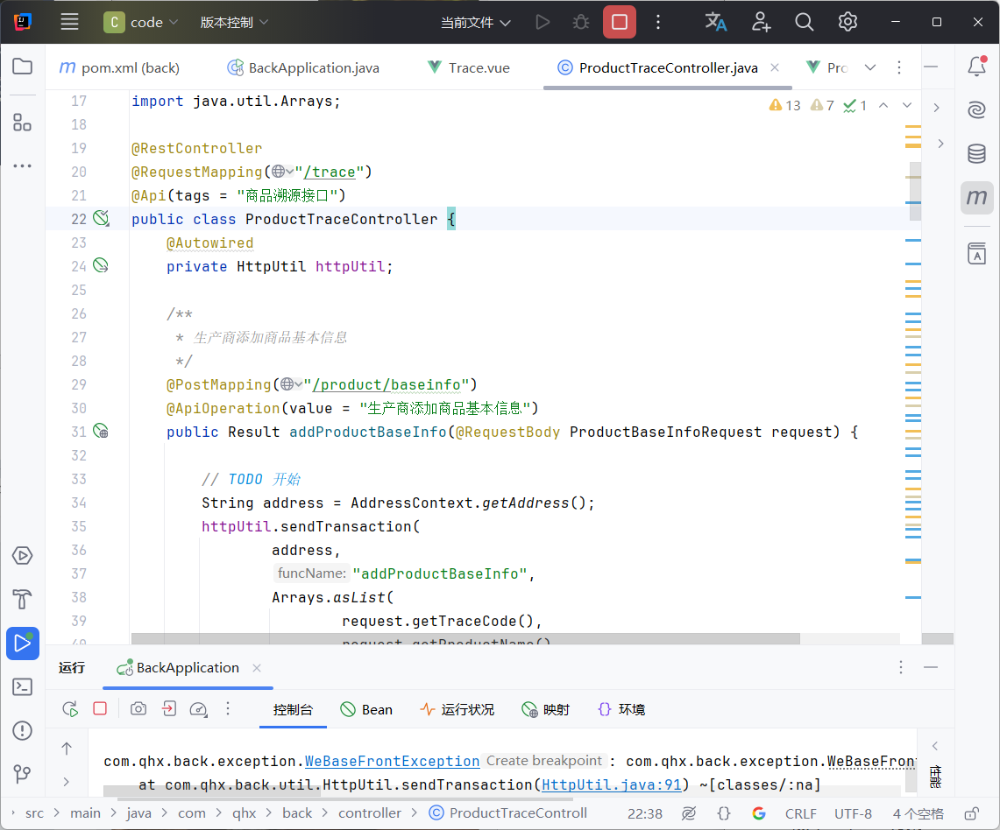 C code 版本控制 当前文件
pom.xml (back) BackApplication.java Trace.vue ProductTraceController.java Pro
13 7 1
17 import java.util.Arrays;
18
19 @RestController
20 @RequestMapping("/trace")
21 @Api(tags = "商品溯源接口")
22 public class ProductTraceController {
23 @Autowired
24 private HttpUtil httpUtil;
25
26 /**
27 * 生产商添加商品基本信息
28 */
29 @PostMapping("/product/baseinfo")
30 @ApiOperation(value = "生产商添加商品基本信息")
31 public Result addProductBaseInfo(@RequestBody ProductBaseInfoRequest request) {
32
33 // TODO 开始
34 String address = AddressContext.getAddress();
35 httpUtil.sendTransaction(
36 address,
37 funcName: "addProductBaseInfo",
38 Arrays.asList(
39 request.getTraceCode(),
40 request.getProductName()
运行 BackApplication
控制台 Bean 运行状况 映射 环境
com.qhx.back.exception.WeBaseFrontException Create breakpoint : com.qhx.back.exception.WeBaseFron
at com.qhx.back.util.HttpUtil.sendTransaction(HttpUtil.java:91) ~[classes/:na]
性能
src main java com qhx back controller ProductTraceControll 22:38 CRLF UTF-8 4 个空格